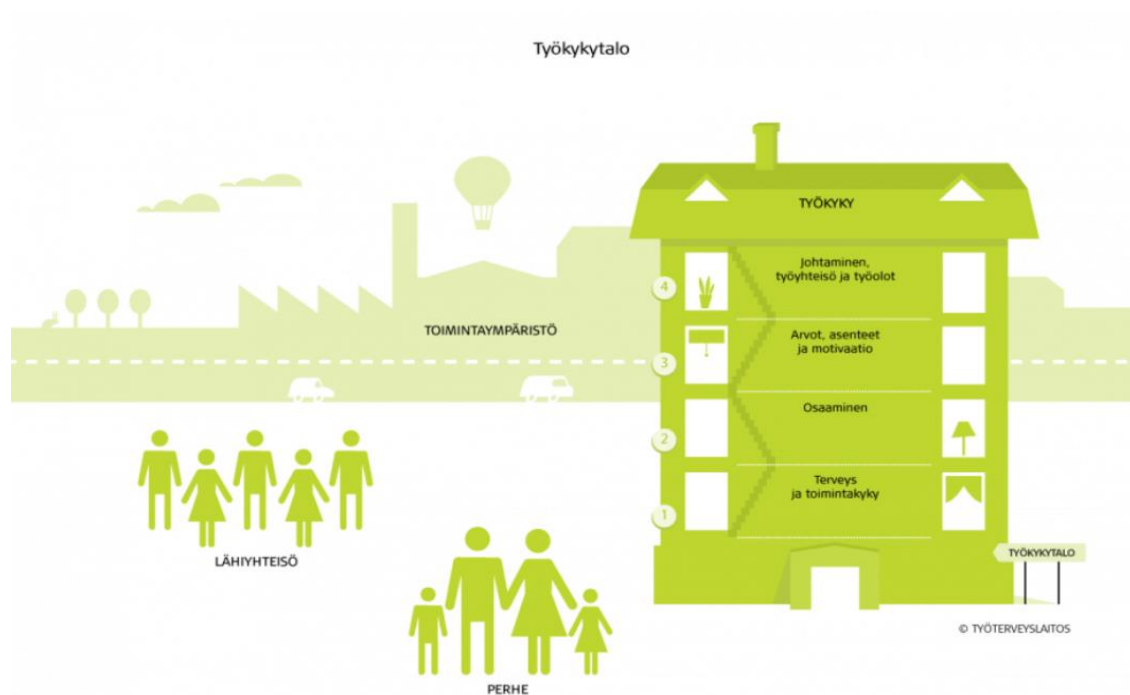 Työkykytalo
TYÖKYKY
4
Johtaminen,
työyhteisö ja työolot
TOIMINTAYMPÄRISTÖ
3
Arvot, asenteet
ja motivaatio
2
Osaaminen
1
Terveys
ja toimintakyky
LÄHIYHTEISÖ
TYÖKYKYTALO
© TYÖTERVEYSLAITOS
PERHE